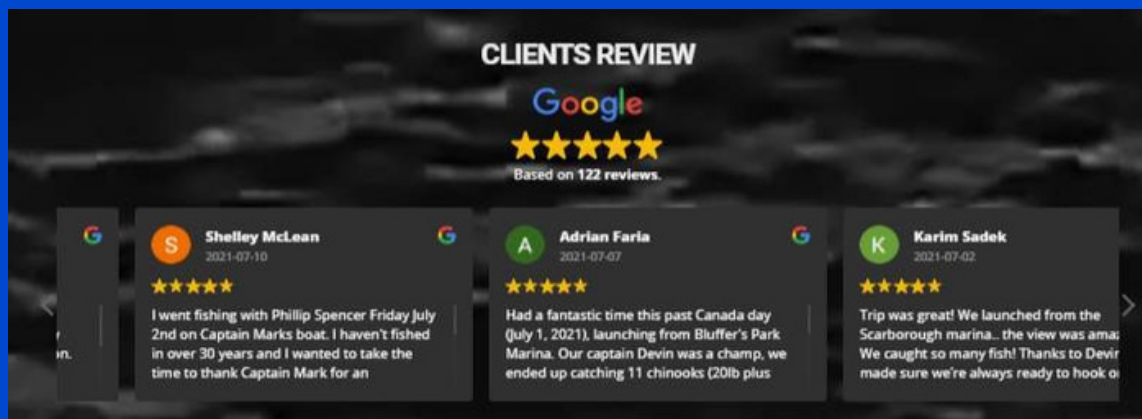 CLIENTS REVIEW
Google
Based on 122 reviews.
Shelley McLean
2021-07-10
I went fishing with Phillip Spencer Friday July
2nd on Captain Marks boat. I haven't fished
in over 30 years and I wanted to take the
time to thank Captain Mark for an
Adrian Faria
2021-07-07
Had a fantastic time this past Canada day
(July 1, 2021), launching from Bluffer's Park
Marina. Our captain Devin was a champ, we
ended up catching 11 chinooks (20lb plus
Karim Sadek
2021-07-02
Trip was great! We launched from the
Scarborough marina.. the view was
We caught so many fish! Thanks to
made sure we're always ready to hook